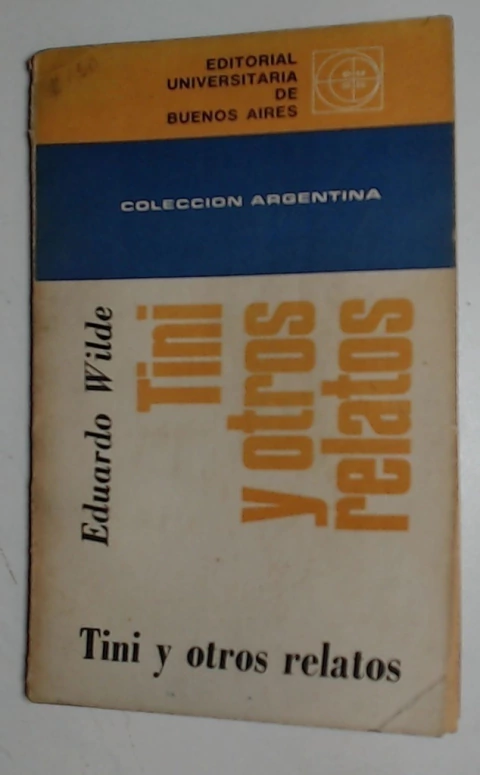 EDITORIAL
UNIVERSITARIA
DE
BUENOS AIRES
COLECCION ARGENTINA
Eduardo Wilde
Tini
y otros
relatos
Tini y otros relatos